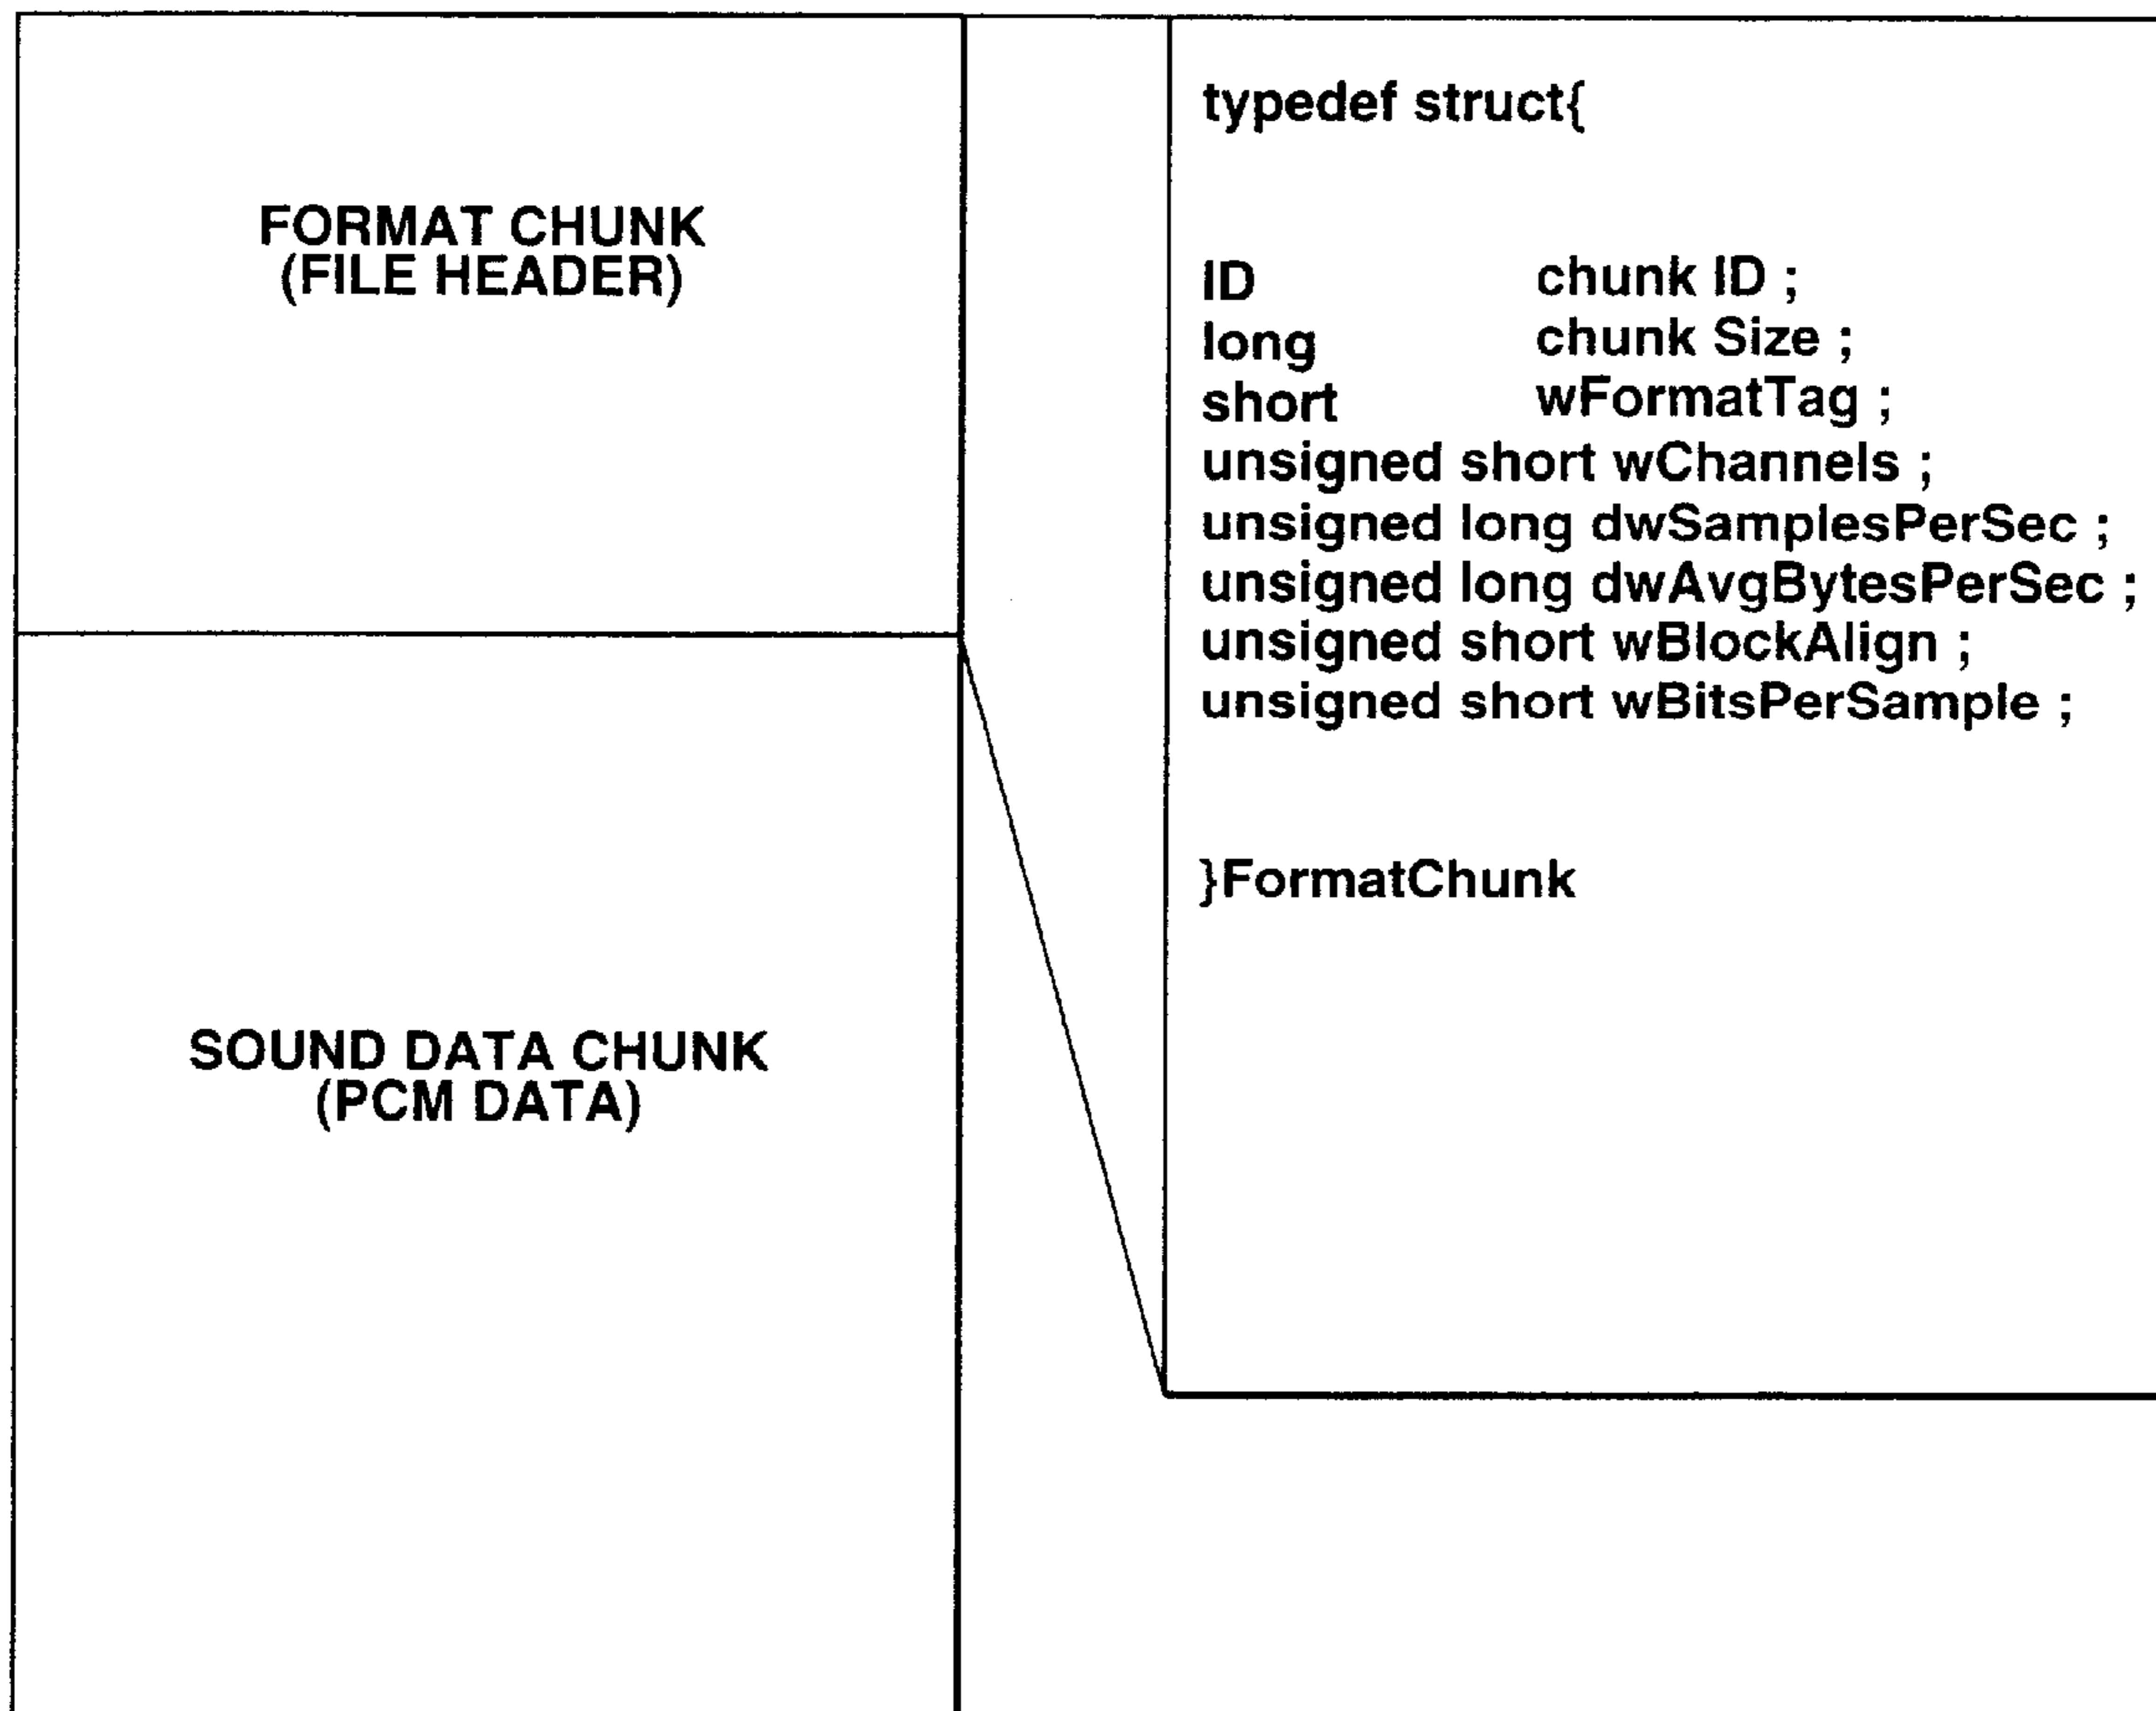 FORMAT CHUNK
(FILE HEADER)
SOUND DATA CHUNK
(PCM DATA)
typedef struct{
ID chunk ID ;
long chunk Size ;
short wFormatTag ;
unsigned short wChannels ;
unsigned long dwSamplesPerSec ;
unsigned long dwAvgBytesPerSec ;
unsigned short wBlockAlign ;
unsigned short wBitsPerSample ;
}FormatChunk